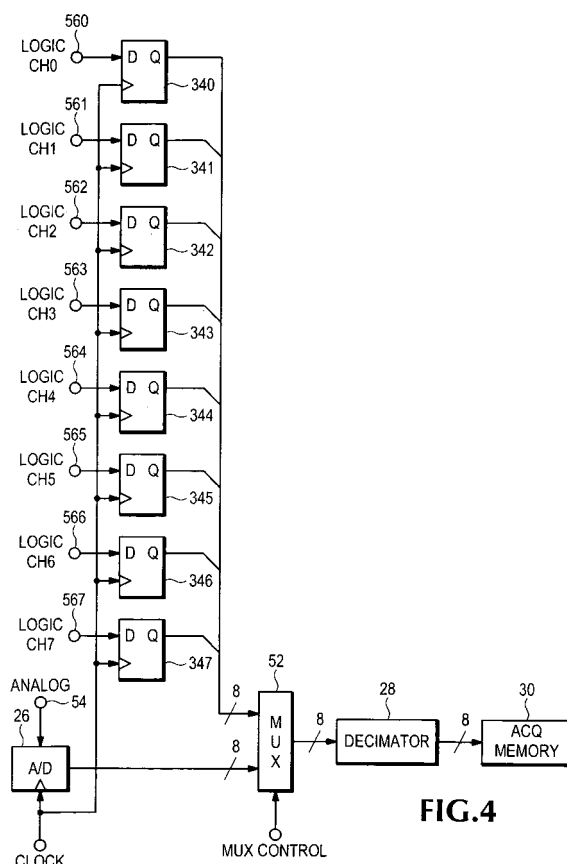 560
LOGIC
CH0
D Q
340
561
LOGIC
CH1
D Q
341
562
LOGIC
CH2
D Q
342
563
LOGIC
CH3
D Q
343
564
LOGIC
CH4
D Q
344
565
LOGIC
CH5
D Q
345
566
LOGIC
CH6
D Q
346
567
LOGIC
CH7
D Q
347
ANALOG
54
26
A/D
CLOCK
8
8
52
MUX
MUX CONTROL
8
28
DECIMATOR
8
30
ACQ
MEMORY
FIG.4